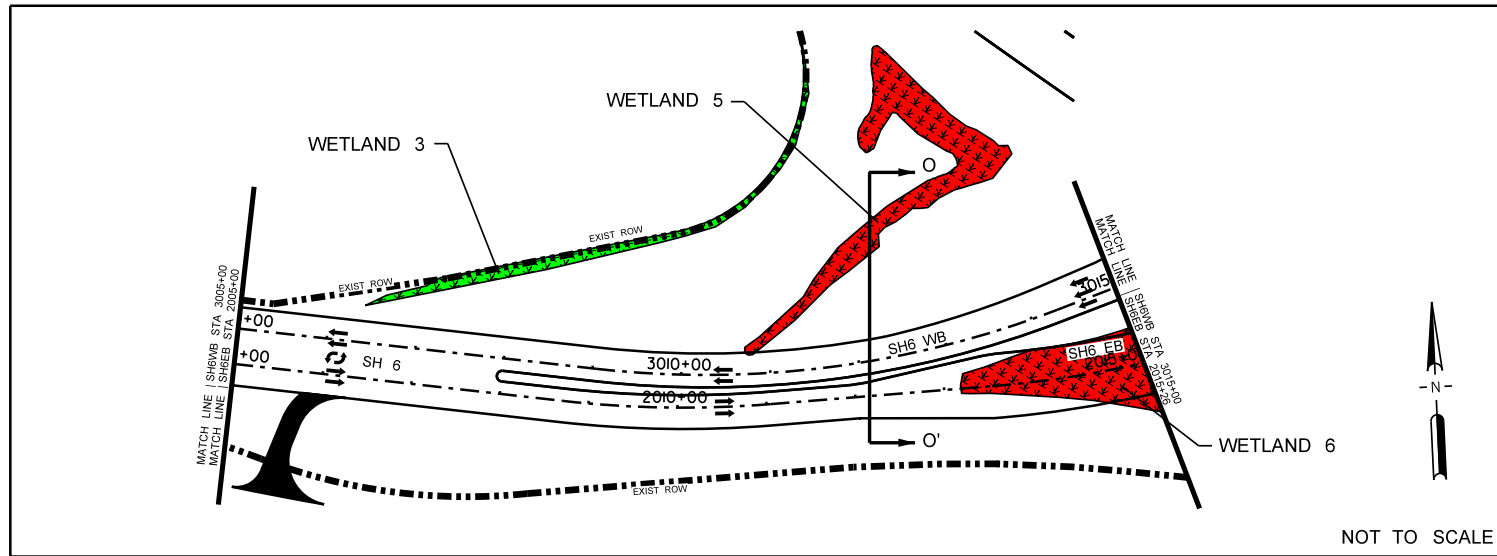 WETLAND 5
WETLAND 3
O
EXIST ROW
EXIST ROW
MATCH LINE | SH6WB STA 3005+00
MATCH LINE | SH6EB STA 2005+00
MATCH LINE | SH6WB STA 3015+00
MATCH LINE | SH6EB STA 2015+26
+00
+00
SH 6
3010+00
2010+00
SH6 WB
3015
SH6 EB
2015+0
O'
WETLAND 6
EXIST ROW
-N-
NOT TO SCALE